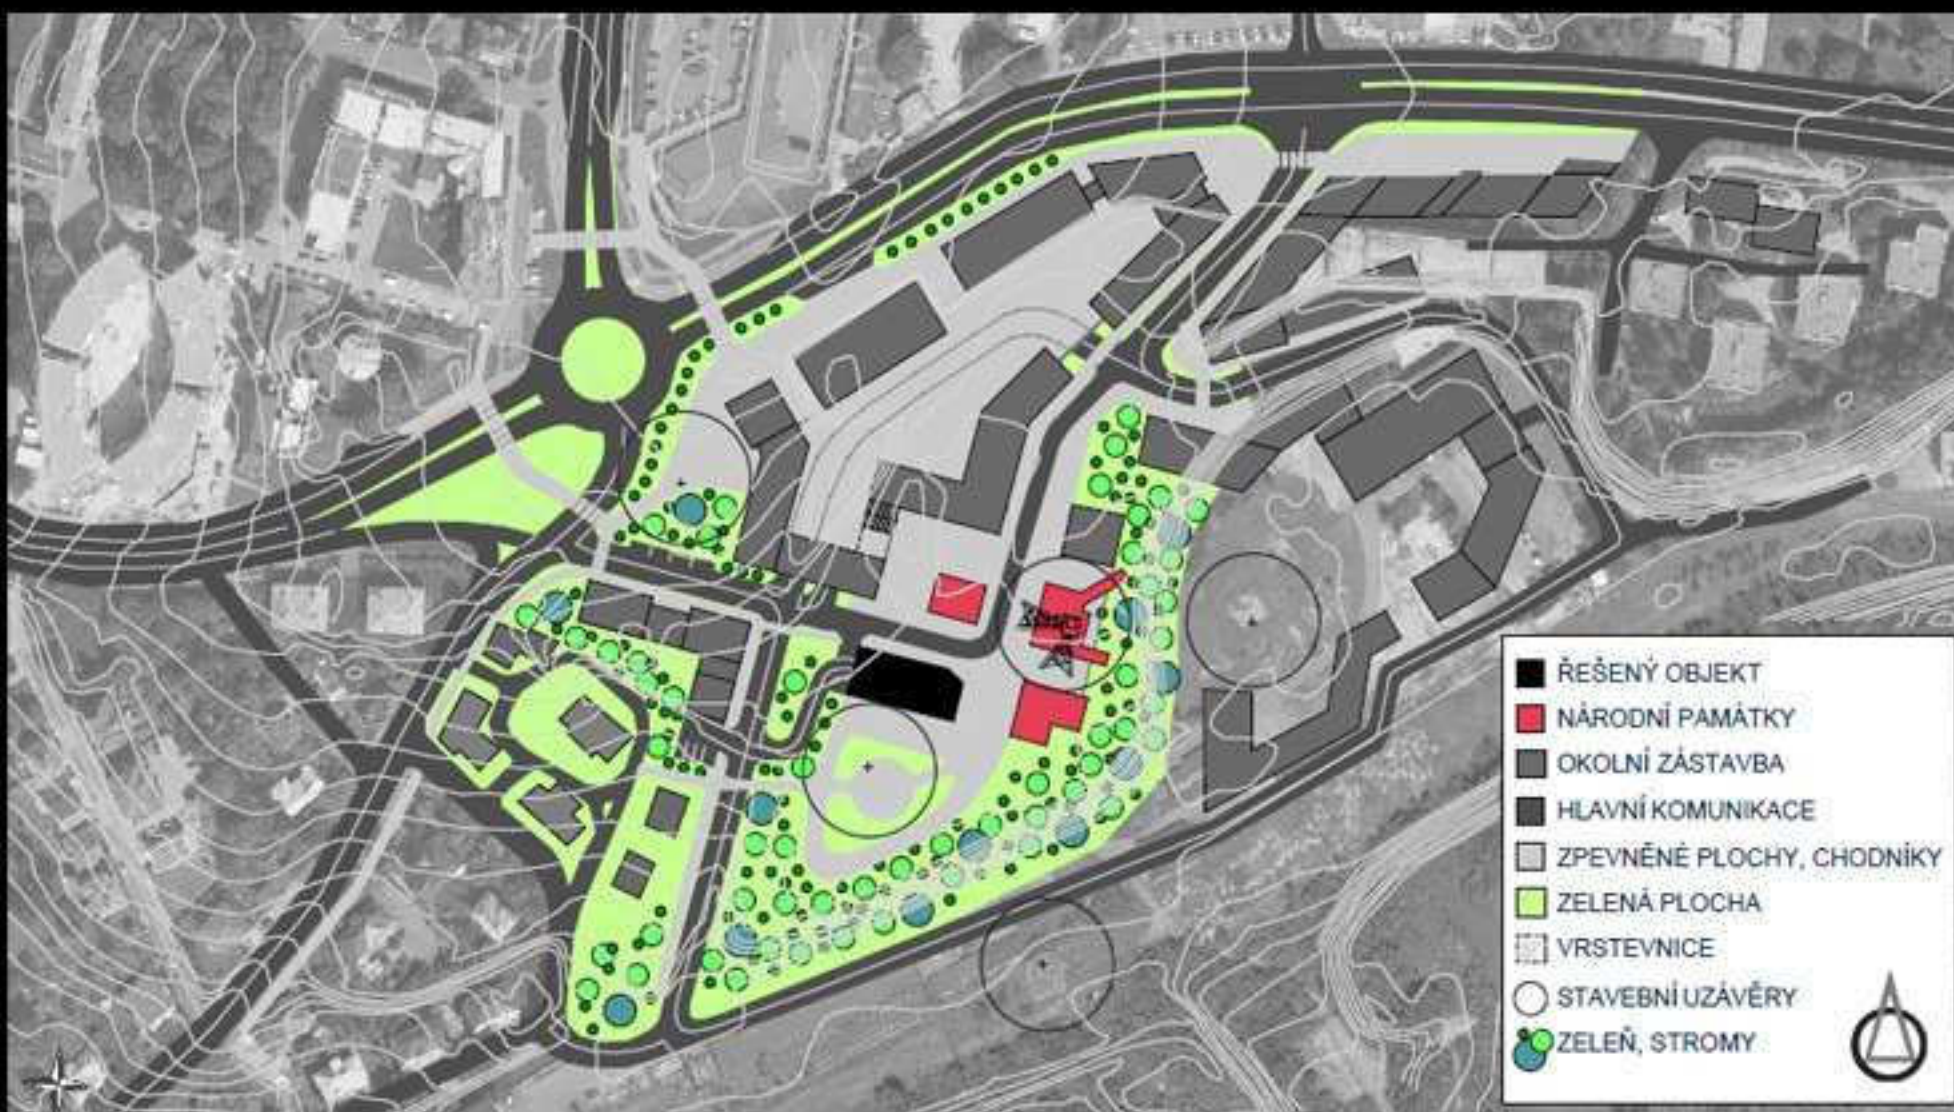 ŘEŠENÝ OBJEKT
NÁRODNÍ PAMÁTKY
OKOLNÍ ZÁSTAVBA
HLAVNÍ KOMUNIKACE
ZPEVNĚNÉ PLOCHY, CHODNÍKY
ZELENÁ PLOCHA
VRSTEVNICE
STAVEBNÍ UZÁVĚRY
ZELEŇ, STROMY